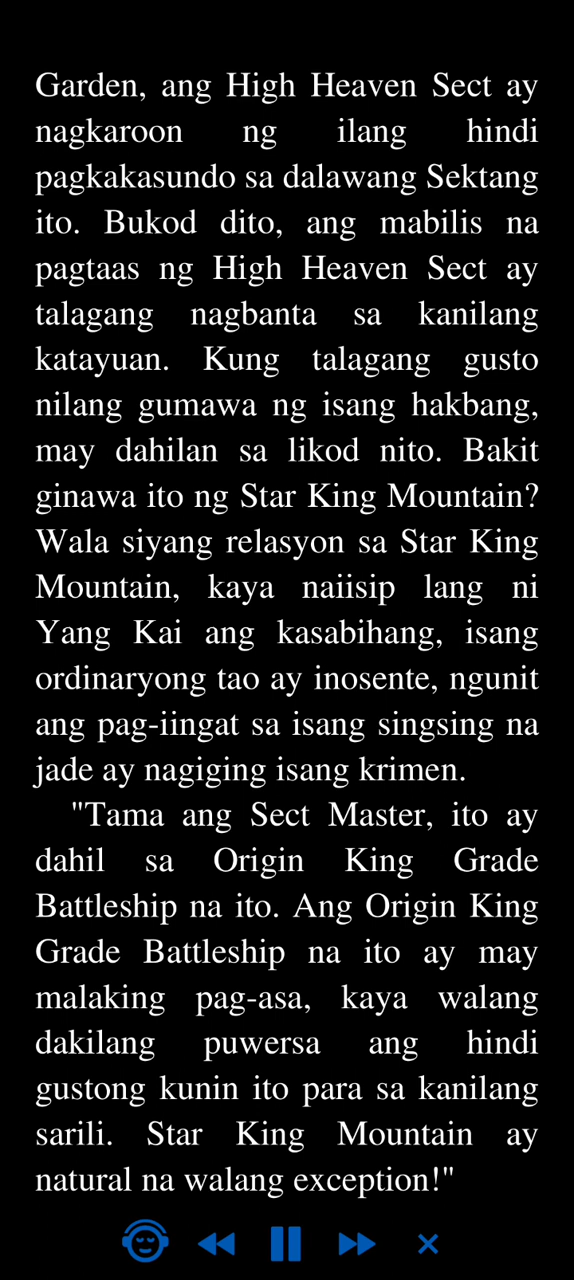 Garden, ang High Heaven Sect ay
nagkaroon ng ilang hindi
pagkakasundo sa dalawang Sektang
ito. Bukod dito, ang mabilis na
pagtaas ng High Heaven Sect ay
talagang nagbanta sa kanilang
katayuan. Kung talagang gusto
nilang gumawa ng isang hakbang,
may dahilan sa likod nito. Bakit
ginawa ito ng Star King Mountain?
Wala siyang relasyon sa Star King
Mountain, kaya naiisip lang ni
Yang Kai ang kasabihang, isang
ordinaryong tao ay inosente, ngunit
ang pag-iingat sa isang singsing na
jade ay nagiging isang krimen.
"Tama ang Sect Master, ito ay
dahil sa Origin King Grade
Battleship na ito. Ang Origin King
Grade Battleship na ito ay may
malaking pag-asa, kaya walang
dakilang puwersa ang hindi
gustong kunin ito para sa kanilang
sarili. Star King Mountain ay
natural na walang exception!"